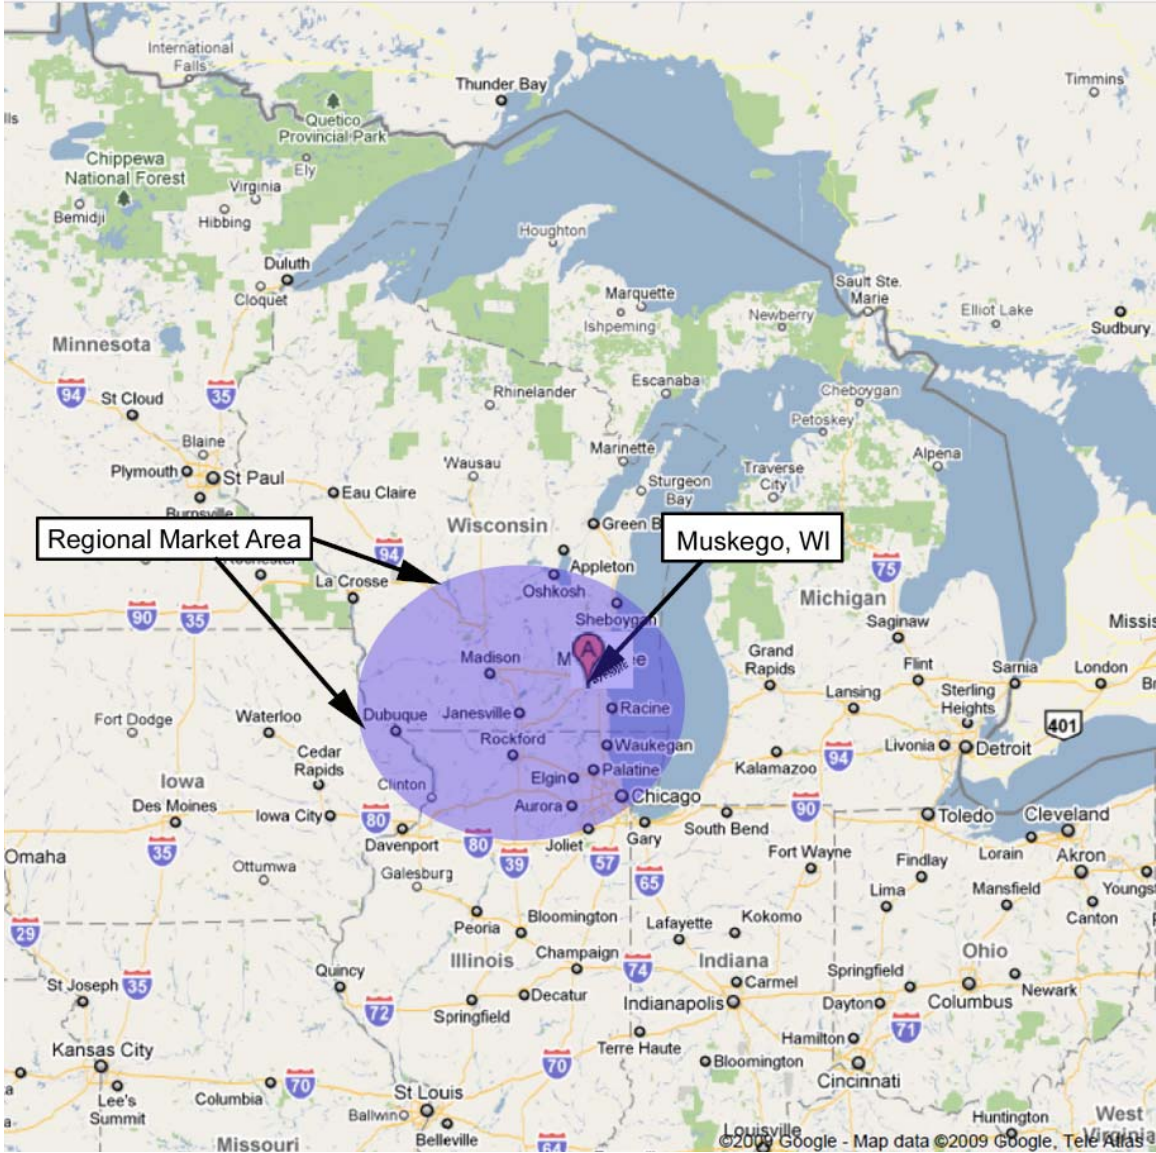 International
Falls
Thunder Bay
Timmins
lls
Quetico
Provincial Park
Chippewa
National Forest
Ely
Virginia
Bemidji
Hibbing
Houghton
Duluth
Cloquet
Marquette
Ishpeming
Newberry
Sault Ste.
Marie
Elliot Lake
Sudbury
Minnesota
94
35
St Cloud
Rhinelander
Escanaba
Cheboygan
Petoskey
Blaine
Plymouth
St Paul
Burnsville
Wausau
Eau Claire
Marinette
Sturgeon
Bay
Traverse
City
Alpena
Wisconsin
Green B
Regional Market Area
Muskego, WI
94
Appleton
75
La Crosse
Oshkosh
Sheboygan
Michigan
90
35
Saginaw
Missis
A
Madison
Grand
Rapids
Flint
Sarnia
London
Br
Lansing
Sterling
Heights
Fort Dodge
Waterloo
Dubuque
Janesville
Racine
401
Rockford
Waukegan
Livonia
Detroit
Cedar
Rapids
Kalamazoo
94
Iowa
Clinton
Elgin
Palatine
Des Moines
Iowa City
80
Aurora
Chicago
90
Toledo
Cleveland
35
Davenport
80
39
Joliet
57
Gary
South Bend
Lorain
Omaha
Ottumwa
Galesburg
65
Fort Wayne
Findlay
Akron
Lima
Mansfield
Youngst
Canton
29
Peoria
Bloomington
Lafayette
Kokomo
Champaign
Illinois
74
Indiana
Ohio
St Joseph
35
Quincy
Decatur
Carmel
Springfield
Newark
72
Springfield
Indianapolis
Dayton
Columbus
71
Kansas City
Terre Haute
Hamilton
70
Columbia
70
Bloomington
Cincinnati
ta
Lee's
Summit
St Louis
Ballwin
Belleville
a
Missouri
64
Louisville
Huntington
West
Virginia
©2009 Google - Map data ©2009 Google, Tele Atlas